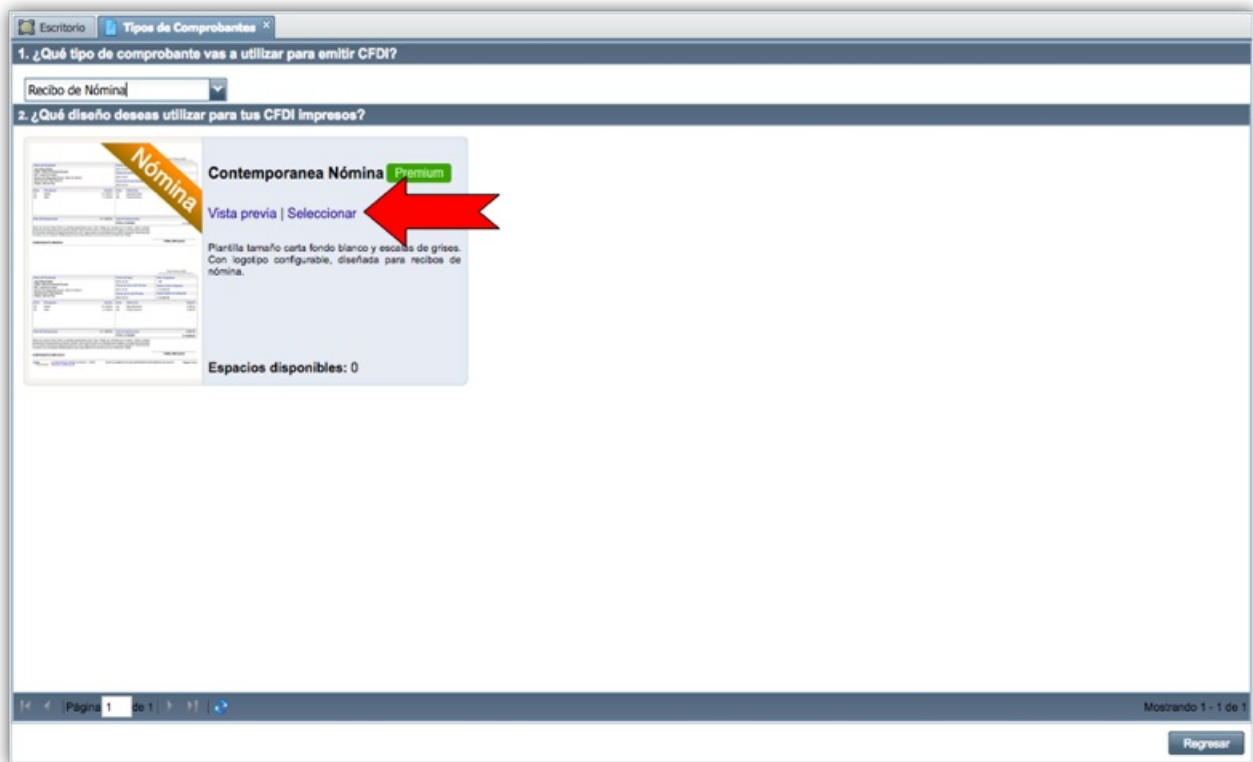 Escritorio
Tipos de Comprobantes
1. ¿Qué tipo de comprobante vas a utilizar para emitir CFDI?
Recibo de Nómina
2. ¿Qué diseño deseas utilizar para tus CFDI impresos?
Nómina
Contemporanea Nómina Premium
Vista previa | Seleccionar
Plantilla tamaño carta fondo blanco y escalas de grises.
Con logotipo configurable, diseñada para recibos de
nómina.
Espacios disponibles: 0
Página 1 de 1
Mostrando 1 - 1 de 1
Regresar